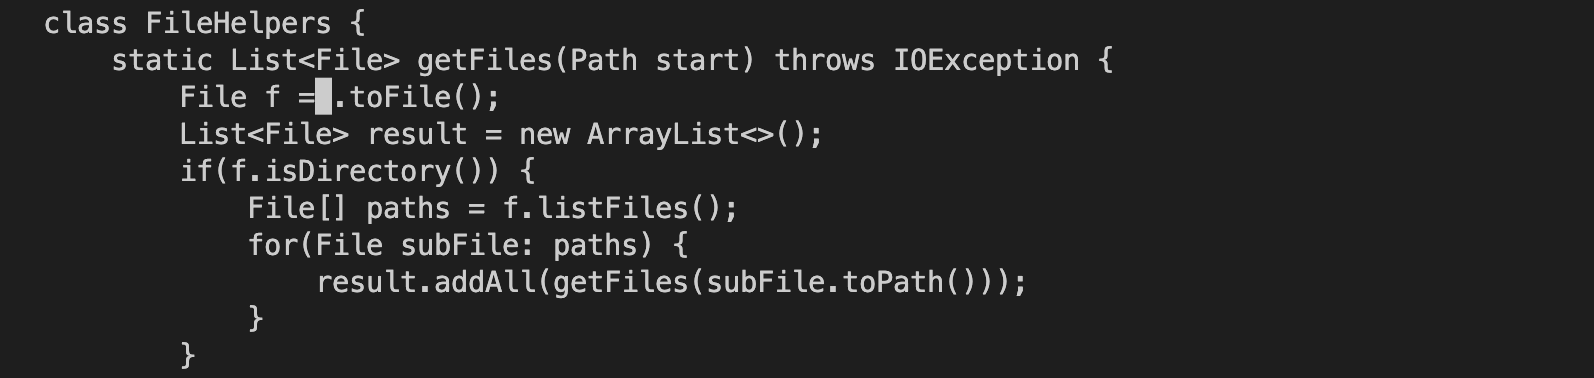 class FileHelpers {
    static List<File> getFiles(Path start) throws IOException {
        File f = .toFile();
        List<File> result = new ArrayList<>();
        if(f.isDirectory()) {
            File[] paths = f.listFiles();
            for(File subFile: paths) {
                result.addAll(getFiles(subFile.toPath()));
            }
        }